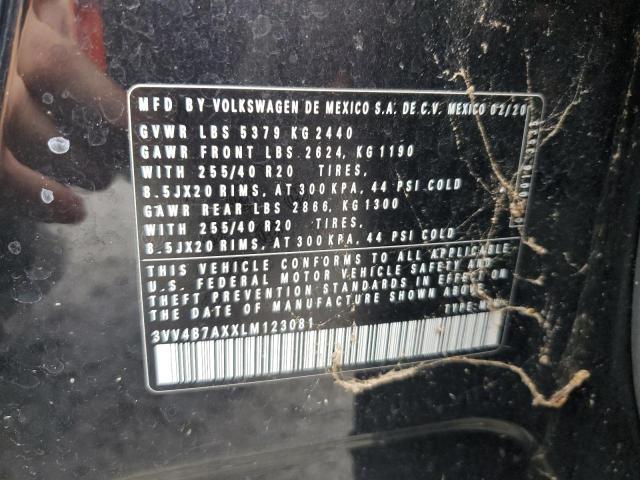 MFD BY VOLKSWAGEN DE MEXICO S.A. DE C.V. MEXICO 02/20
GVWR LBS 5379 KG 2440
GAWR FRONT LBS 2624, KG 1190
WITH 255/40 R20 TIRES,
8.5JX20 RIMS, AT 300 KPA, 44 PSI COLD
GAWR REAR LBS 2866, KG 1300
WITH 255/40 R20 TIRES,
8.5JX20 RIMS, AT 300 KPA, 44 PSI COLD
THIS VEHICLE CONFORMS TO ALL APPLICABLE
U.S. FEDERAL MOTOR VEHICLE SAFETY AND
THEFT PREVENTION STANDARDS IN EFFECT ON
THE DATE OF MANUFACTURE SHOWN ABOVE
3VV4B7AXXLM123081